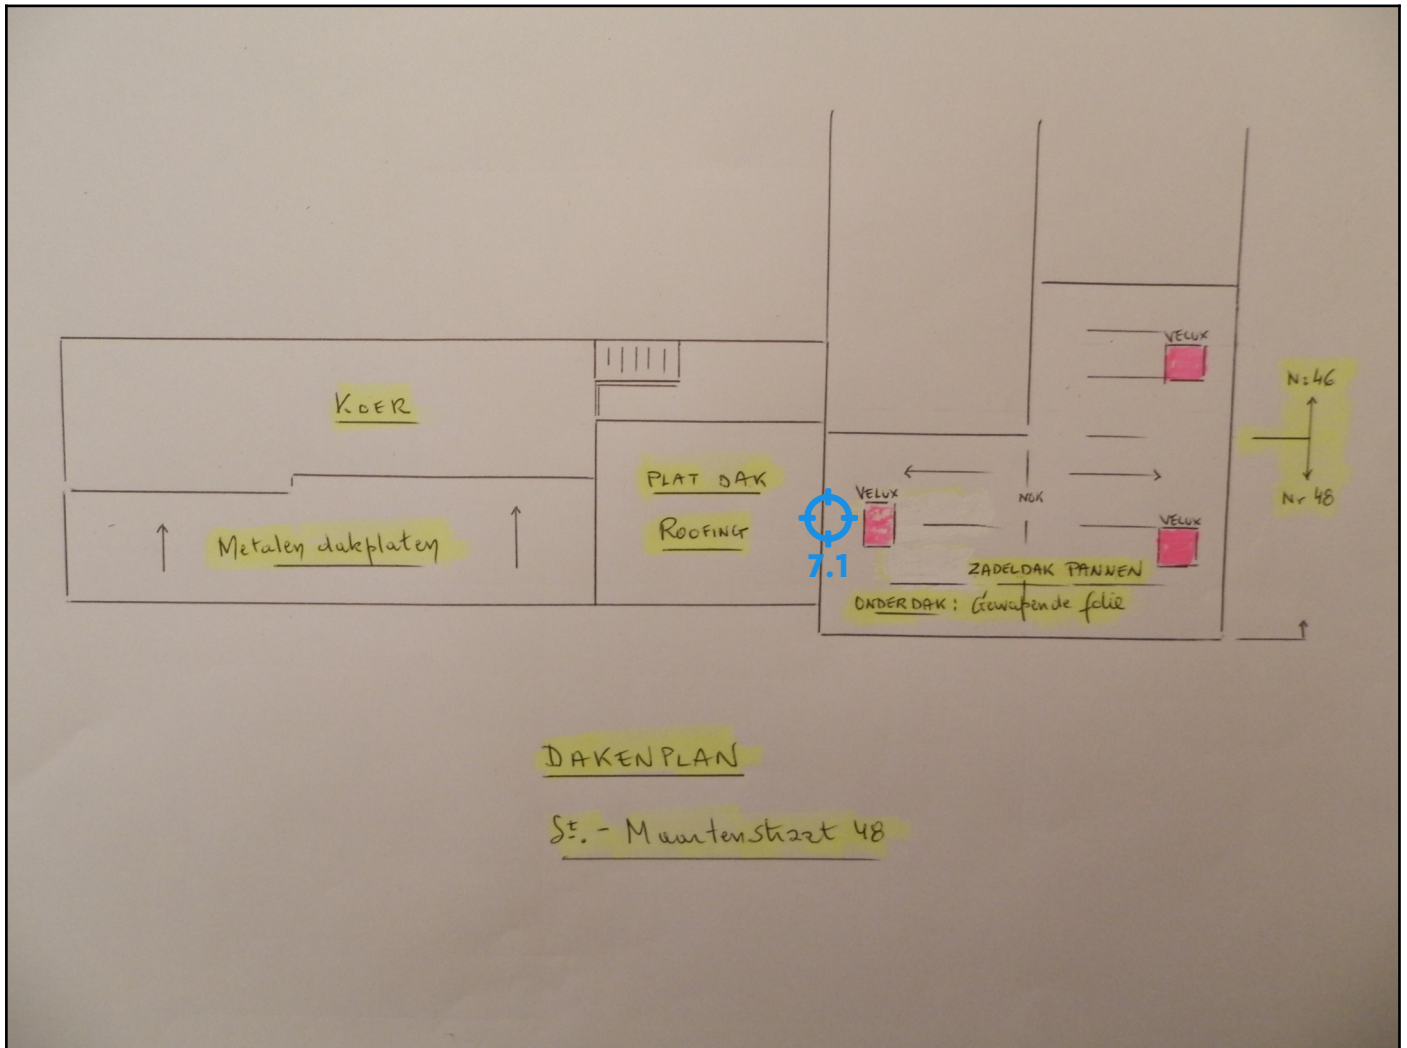 VELUX
N:46
KOER
PLAT DAK
ROOFING
VELUX
NOK
Nr 48
VELUX
Metalen dakplaten
7.1
ZADELDAK PANNEN
ONDERDAK: Gewapende folie
DAKENPLAN
St. - Maartenstraat 48